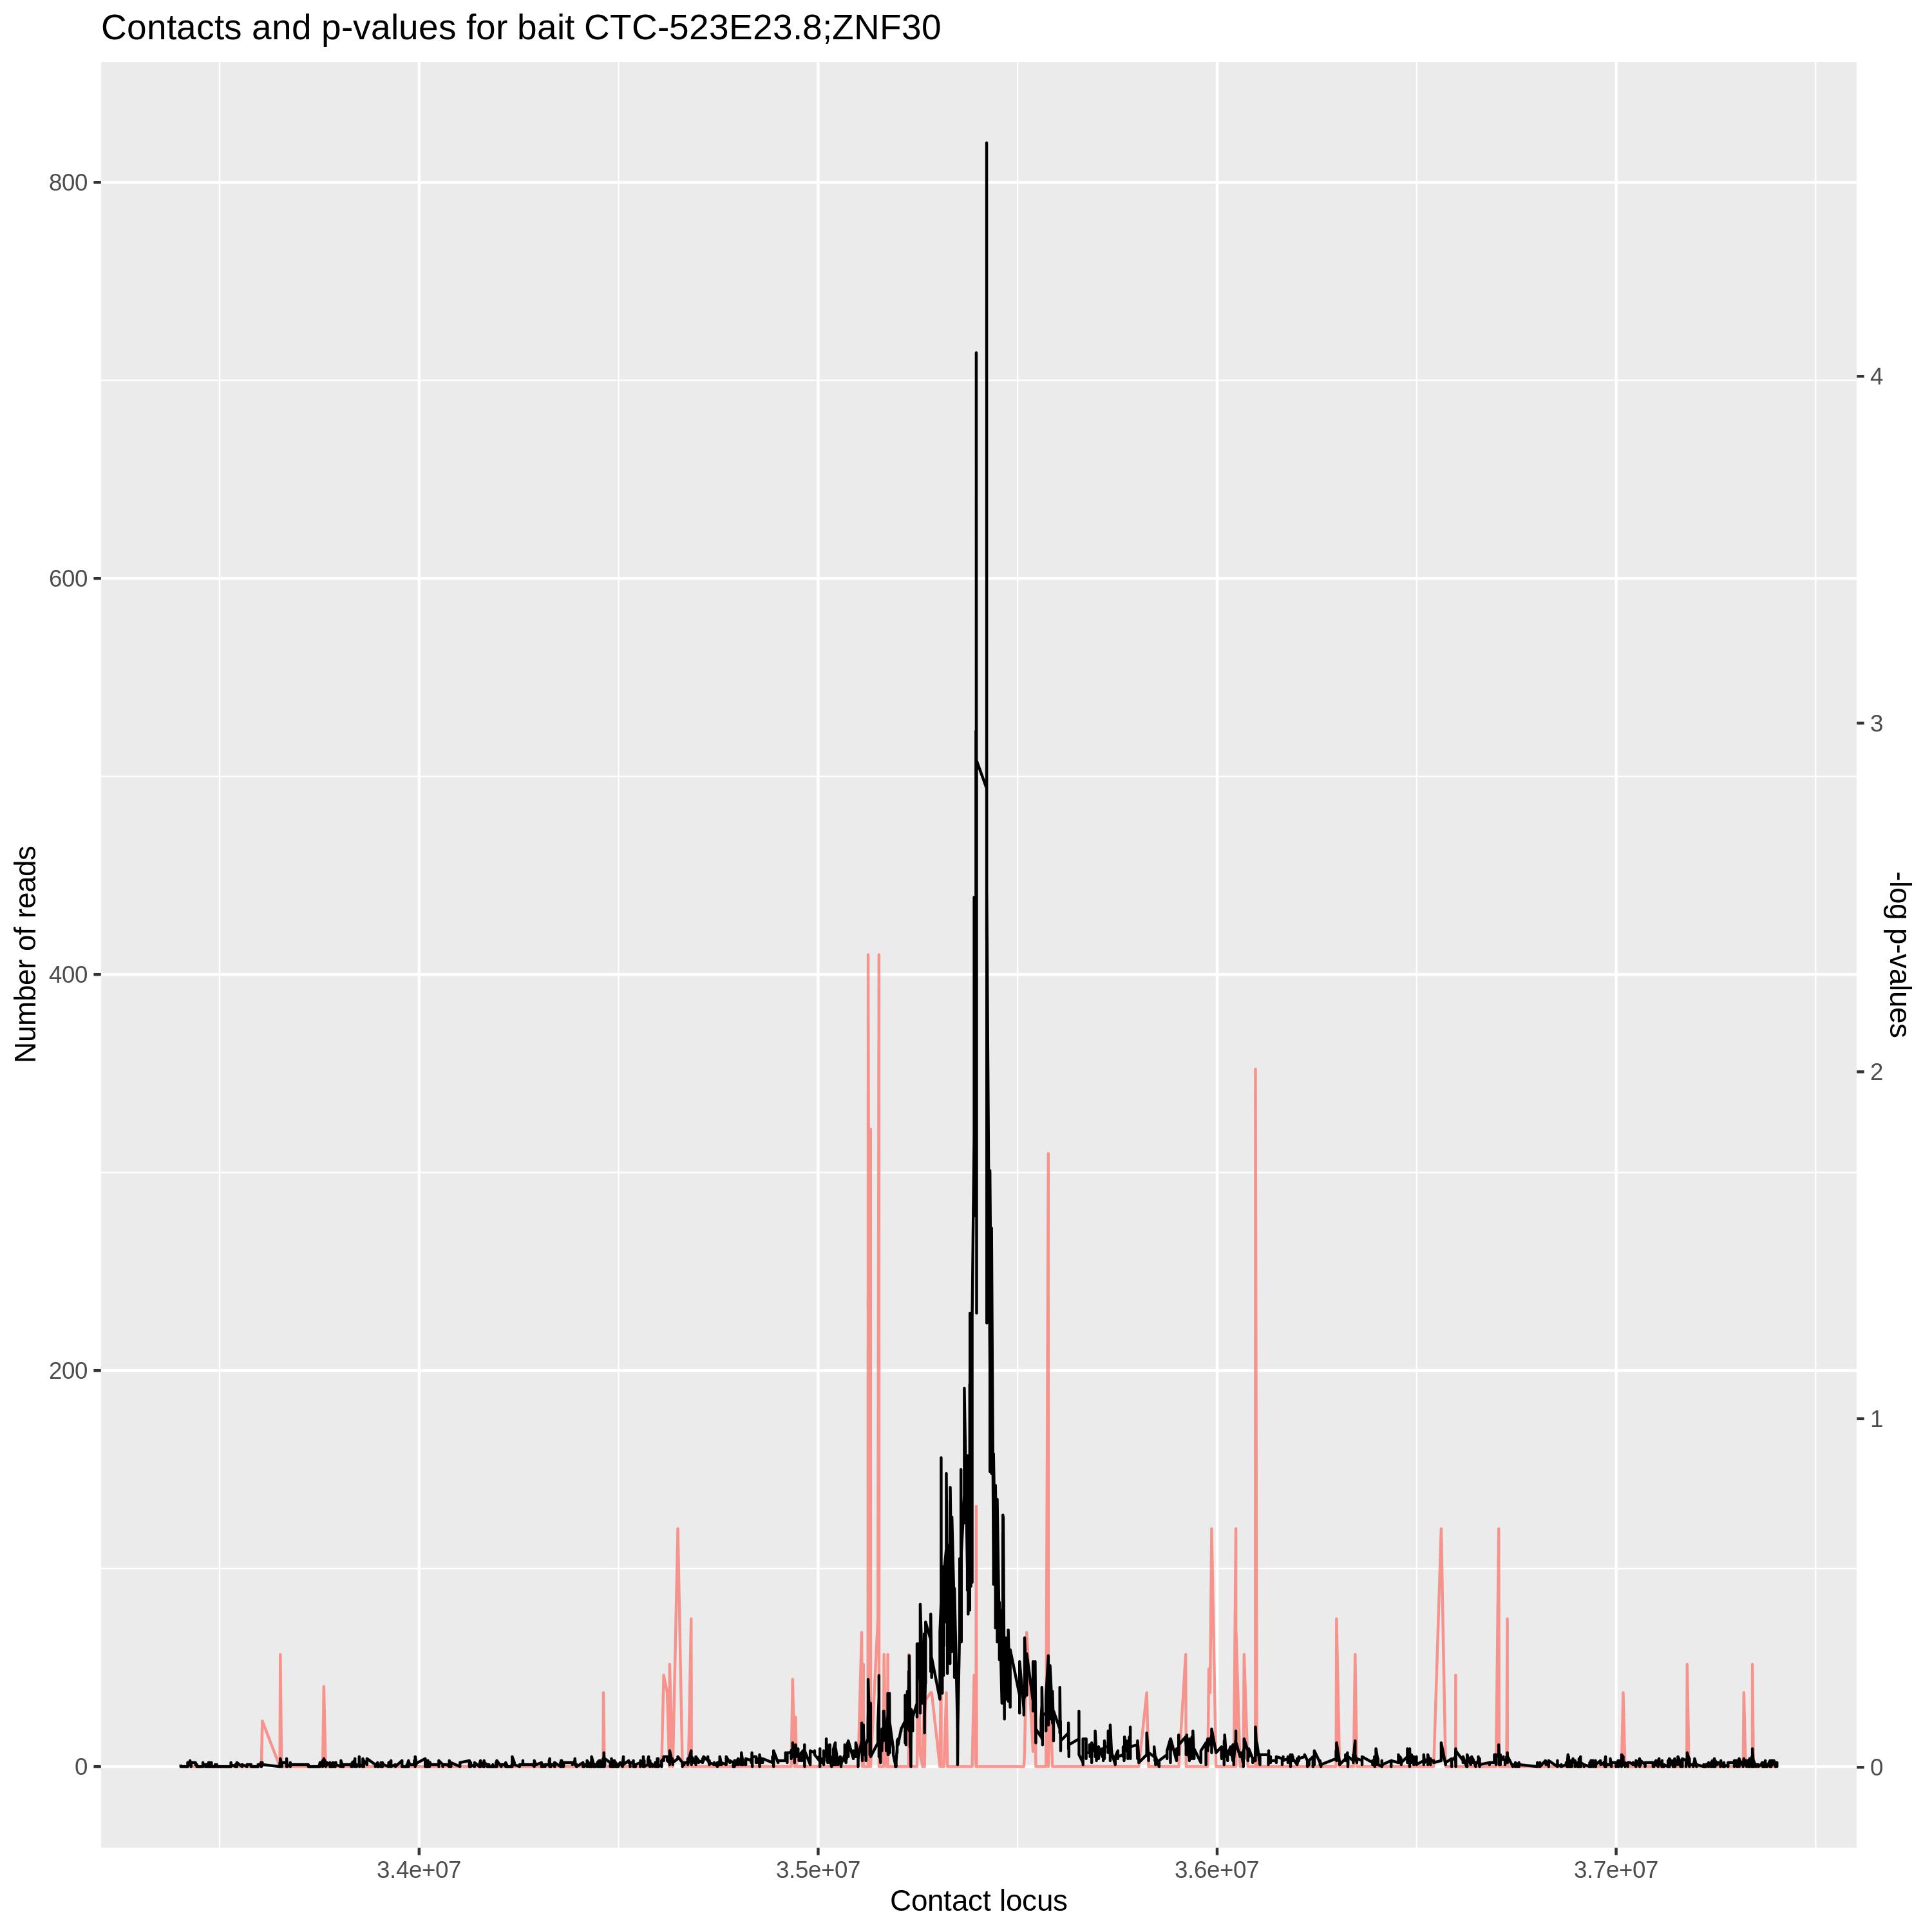 Contacts and p-values for bait CTC-523E23.8;ZNF30
800
600
400
200
0
Number of reads
4
3
2
1
0
-log p-values
3.4e+07
3.5e+07
3.6e+07
3.7e+07
Contact locus